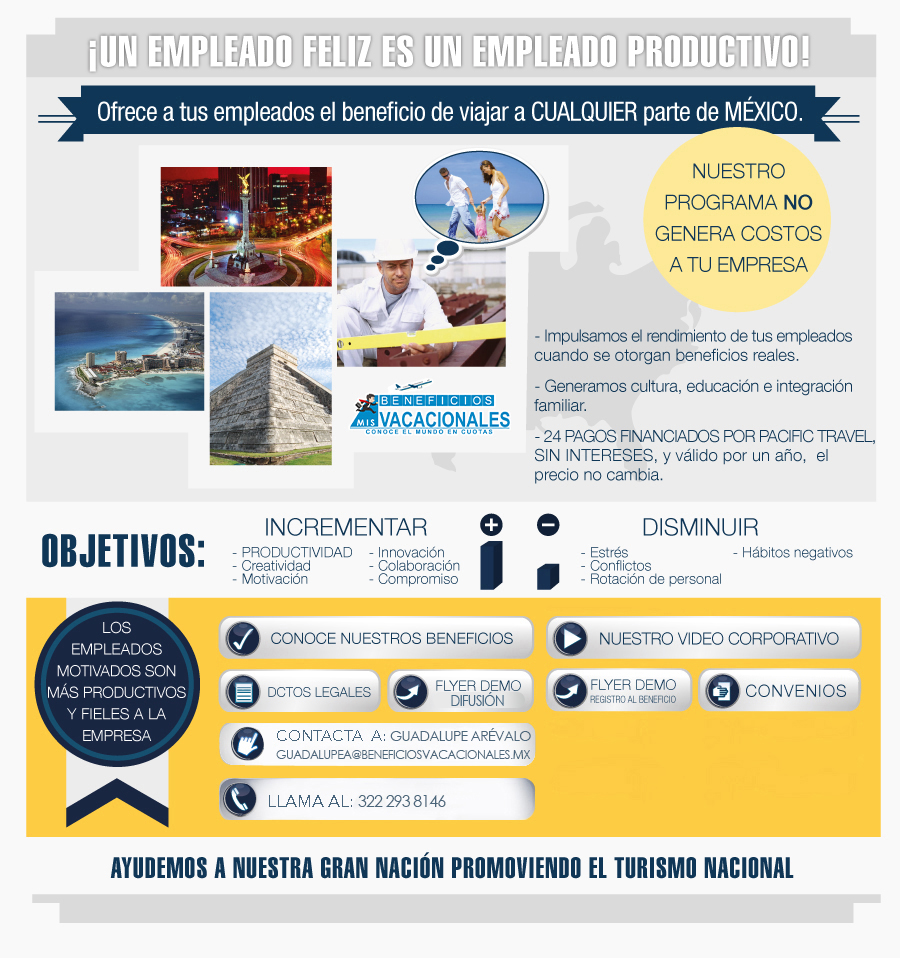 ¡UN EMPLEADO FELIZ ES UN EMPLEADO PRODUCTIVO!
Ofrece a tus empleados el beneficio de viajar a CUALQUIER parte de MÉXICO.
NUESTRO
PROGRAMA NO
GENERA COSTOS
A TU EMPRESA
- Impulsamos el rendimiento de tus empleados
cuando se otorgan beneficios reales.
- Generamos cultura, educación e integración
familiar.
- 24 PAGOS FINANCIADOS POR PACIFIC TRAVEL,
SIN INTERESES, y válido por un año, el
precio no cambia.
MIS BENEFICIOS
VACACIONALES
CONOCE EL MUNDO EN CUOTAS
OBJETIVOS:
INCREMENTAR
- PRODUCTIVIDAD
- Creatividad
- Motivación
- Innovación
- Colaboración
- Compromiso
+
-
DISMINUIR
- Estrés
- Conflictos
- Rotación de personal
- Hábitos negativos
LOS
EMPLEADOS
MOTIVADOS SON
MÁS PRODUCTIVOS
Y FIELES A LA
EMPRESA
CONOCE NUESTROS BENEFICIOS
NUESTRO VIDEO CORPORATIVO
DCTOS LEGALES
FLYER DEMO
DIFUSIÓN
FLYER DEMO
REGISTRO AL BENEFICIO
CONVENIOS
CONTACTA A: GUADALUPE ARÉVALO
GUADALUPEA@BENEFICIOSVACACIONALES.MX
LLAMA AL: 322 293 8146
AYUDEMOS A NUESTRA GRAN NACIÓN PROMOVIENDO EL TURISMO NACIONAL